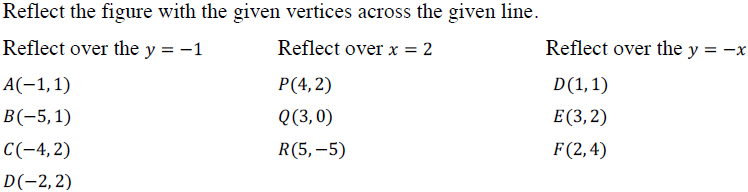 Reflect the figure with the given vertices across the given line.
Reflect over the y = −1 Reflect over x = 2 Reflect over the y = −x
A(−1, 1) P(4, 2) D(1, 1)
B(−5, 1) Q(3, 0) E(3, 2)
C(−4, 2) R(5, −5) F(2, 4)
D(−2, 2)